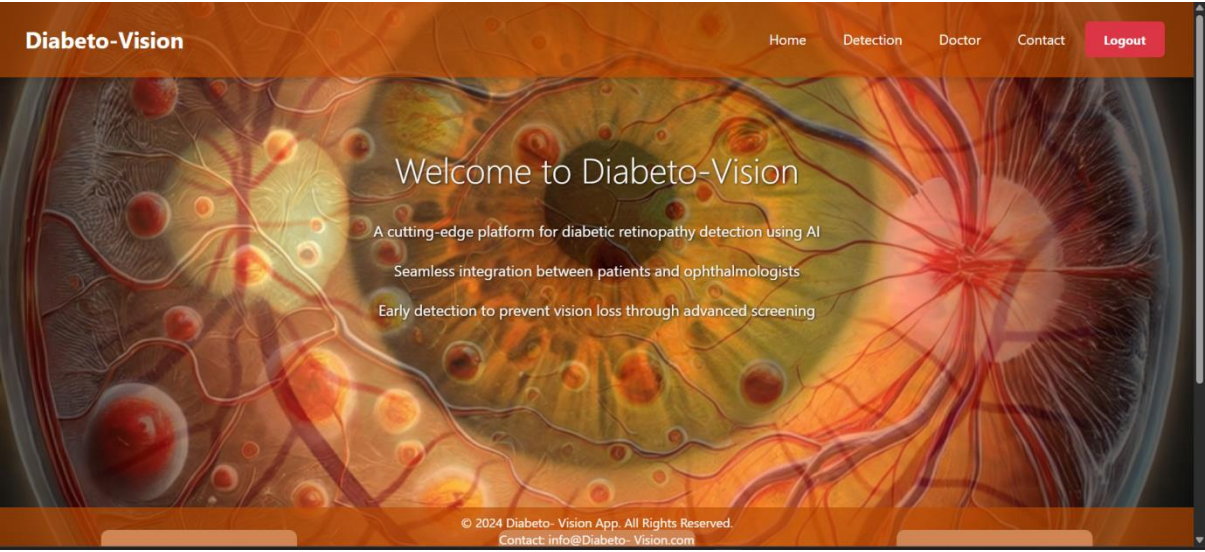 Diabeto-Vision
Home Detection Doctor Contact Logout
Welcome to Diabeto-Vision
A cutting-edge platform for diabetic retinopathy detection using AI
Seamless integration between patients and ophthalmologists
Early detection to prevent vision loss through advanced screening
© 2024 Diabeto- Vision App. All Rights Reserved.
Contact: info@Diabeto- Vision.com